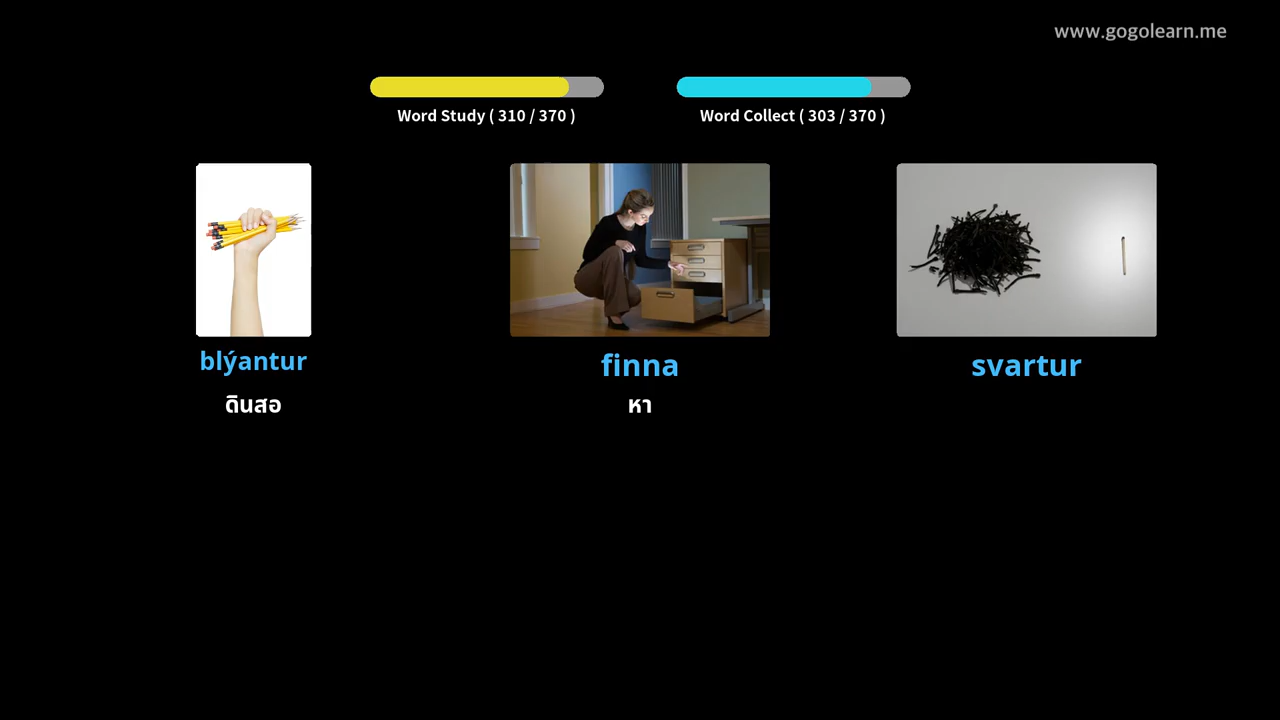 www.gogolearn.me
Word Study ( 310 / 370 )
Word Collect ( 303 / 370 )
blýantur
finna
svartur
ดินสอ
หา